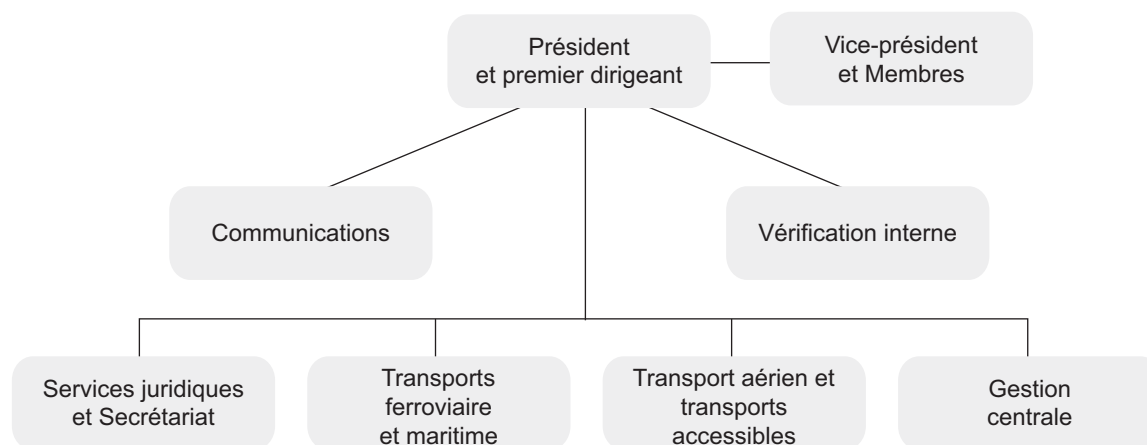 Président
et premier dirigeant
Vice-président
et Membres
Communications
Vérification interne
Services juridiques
et Secrétariat
Transports
ferroviaire
et maritime
Transport aérien et
transports
accessibles
Gestion
centrale